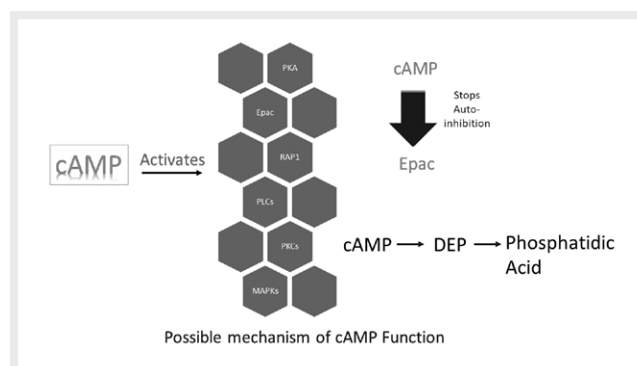 cAMP
Activates
PKA
Epac
RAP1
PLCs
PKCs
MAPKs
cAMP
Stops
Auto-
inhibition
Epac
cAMP DEP Phosphatidic
Acid
Possible mechanism of cAMP Function